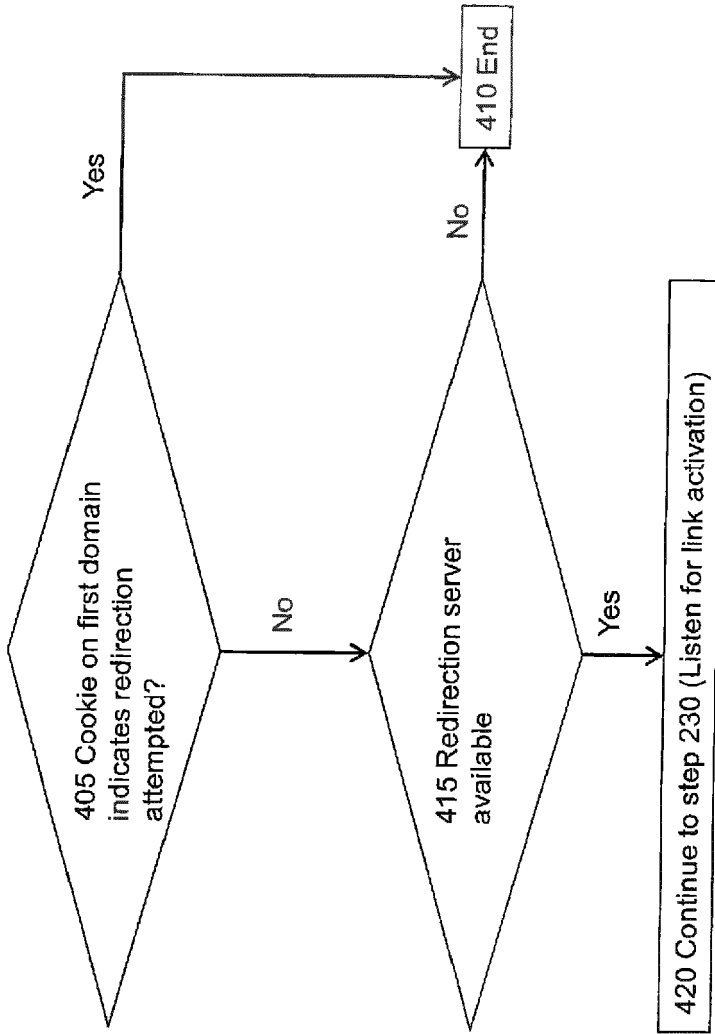 405 Cookie on first domain
indicates redirection
attempted?
Yes
No
415 Redirection server
available
No
410 End
Yes
420 Continue to step 230 (Listen for link activation)